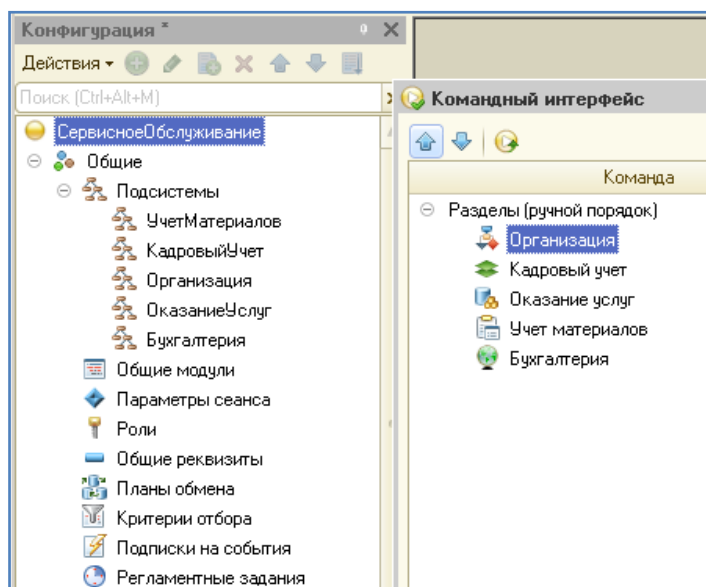 Конфигурация *
Действия
Поиск (Ctrl+Alt+M)
СервисноеОбслуживание
Общие
Подсистемы
УчетМатериалов
КадровыйУчет
Организация
ОказаниеУслуг
Бухгалтерия
Общие модули
Параметры сеанса
Роли
Общие реквизиты
Планы обмена
Критерии отбора
Подписки на события
Регламентные задания
Командный интерфейс
Команда
Разделы (ручной порядок)
Организация
Кадровый учет
Оказание услуг
Учет материалов
Бухгалтерия